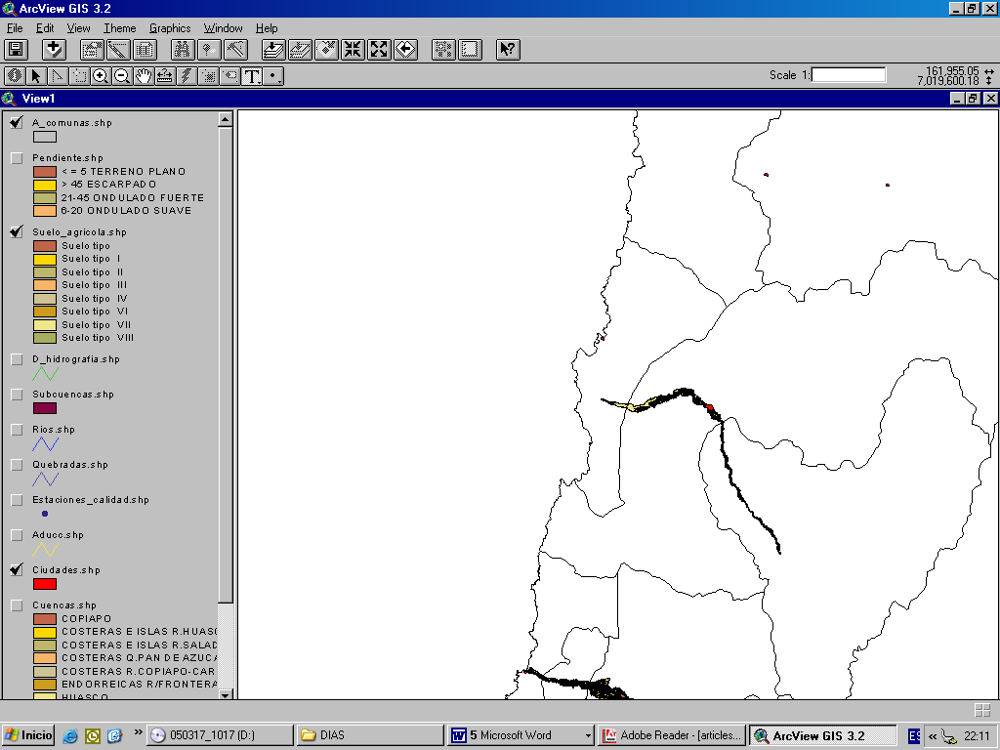 ArcView GIS 3.2
File Edit View Theme Graphics Window Help
Scale 1:
161,955.05
7,019,600.18
View1
A_comunas.shp
Pendiente.shp
< = 5 TERRENO PLANO
> 45 ESCARPADO
21-45 ONDULADO FUERTE
6-20 ONDULADO SUAVE
Suelo_agricola.shp
Suelo tipo
Suelo tipo I
Suelo tipo II
Suelo tipo III
Suelo tipo IV
Suelo tipo VI
Suelo tipo VII
Suelo tipo VIII
D_hidrografia.shp
Subcuencas.shp
Rios.shp
Quebradas.shp
Estaciones_calidad.shp
Aducc.shp
Ciudades.shp
Cuencas.shp
COPIAPO
COSTERAS E ISLAS R.HUASC
COSTERAS E ISLAS R.SALAD
COSTERAS Q.PAN DE AZUCA
COSTERAS R.COPIAPO-CAR
ENDORREICAS R/FRONTERA
HUASCO
Inicio » 050317_1017 (D:) DIAS 5 Microsoft Word Adobe Reader - [articles... ArcView GIS 3.2 ES « 22:11